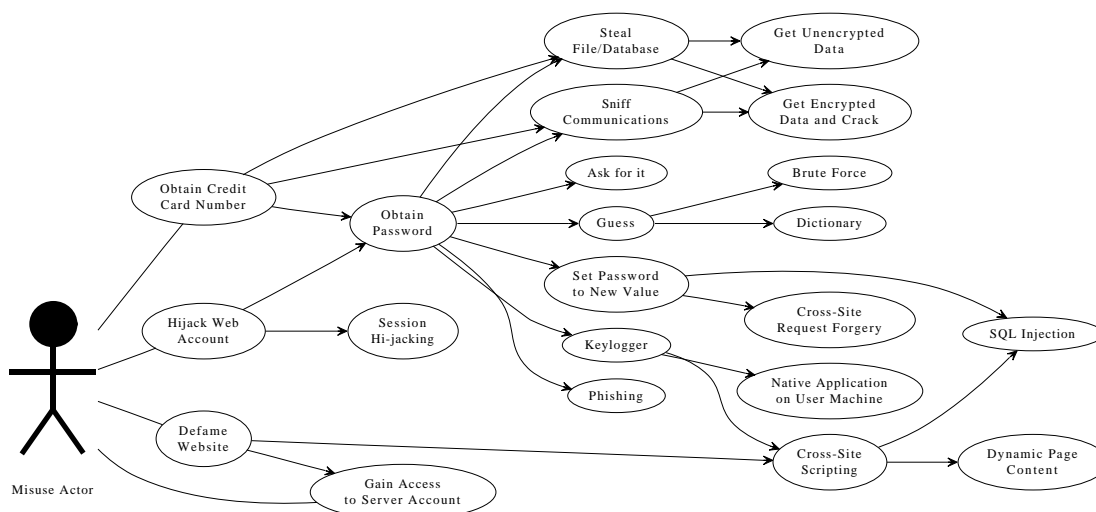 Steal
File/Database
Get Unencrypted
Data
Sniff
Communications
Get Encrypted
Data and Crack
Ask for it
Brute Force
Obtain Credit
Card Number
Obtain
Password
Guess
Dictionary
Set Password
to New Value
Cross-Site
Request Forgery
SQL Injection
Hijack Web
Account
Session
Hi-jacking
Keylogger
Native Application
on User Machine
Phishing
Defame
Website
Cross-Site
Scripting
Dynamic Page
Content
Gain Access
to Server Account
Misuse Actor